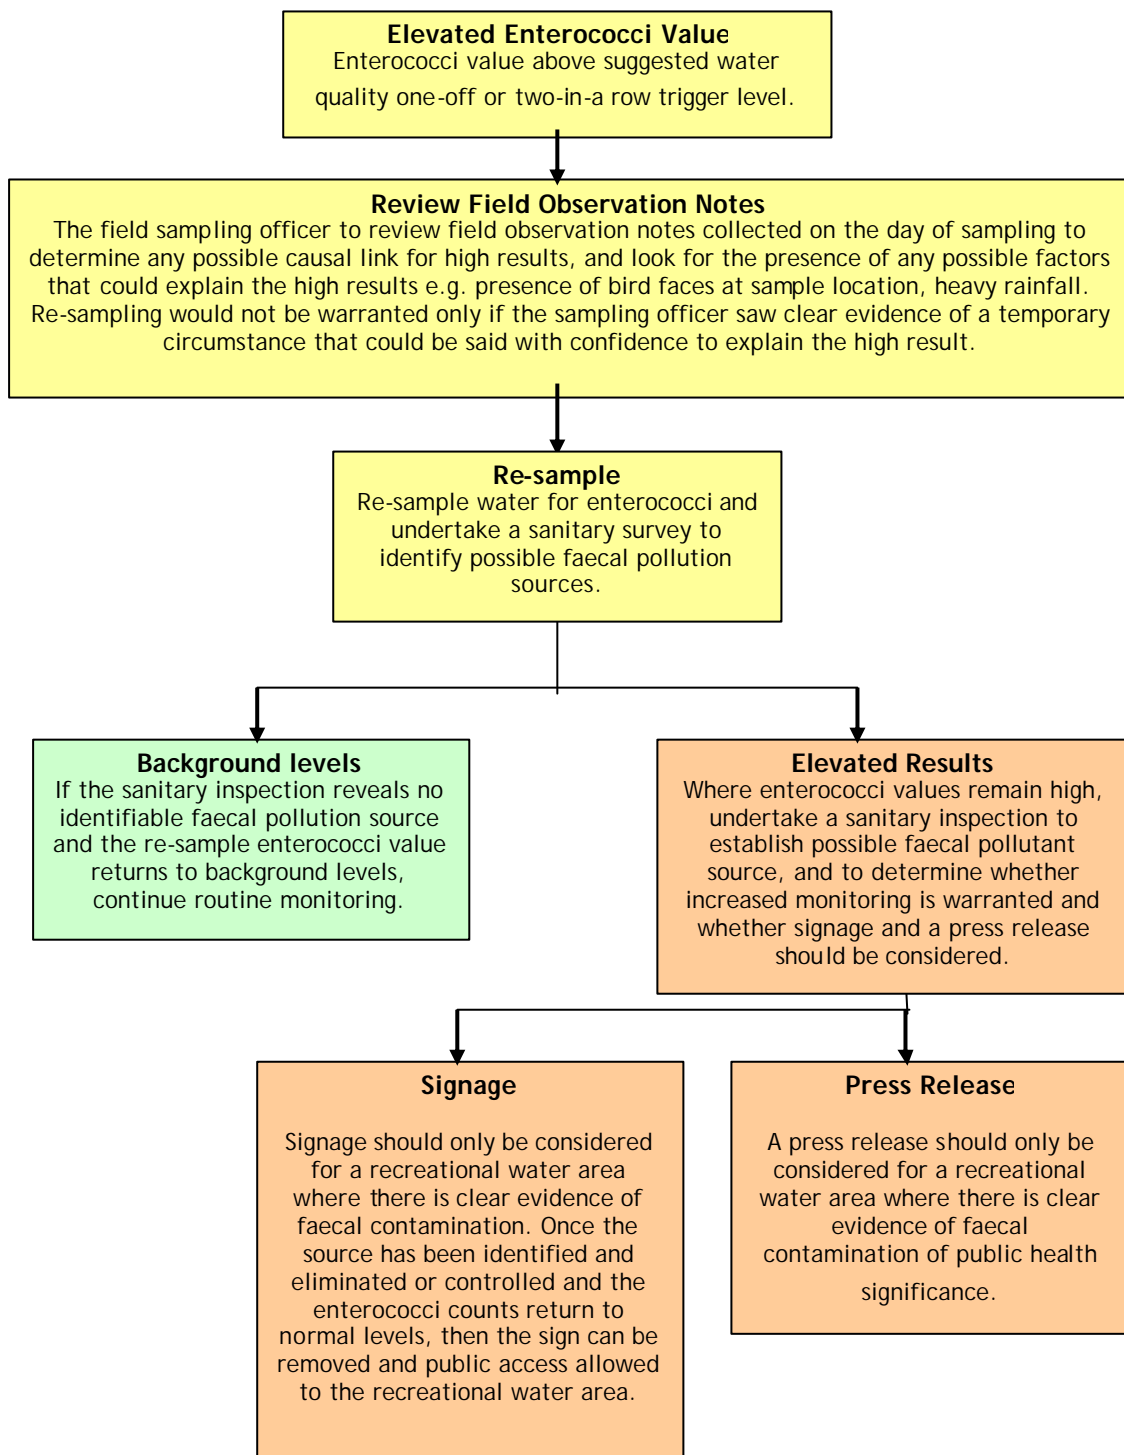 Elevated Enterococci Value
Enterococci value above suggested water
quality one-off or two-in-a row trigger level.
Review Field Observation Notes
The field sampling officer to review field observation notes collected on the day of sampling to
determine any possible causal link for high results, and look for the presence of any possible factors
that could explain the high results e.g. presence of bird faces at sample location, heavy rainfall.
Re-sampling would not be warranted only if the sampling officer saw clear evidence of a temporary
circumstance that could be said with confidence to explain the high result.
Re-sample
Re-sample water for enterococci and
undertake a sanitary survey to
identify possible faecal pollution
sources.
Background levels
If the sanitary inspection reveals no
identifiable faecal pollution source
and the re-sample enterococci value
returns to background levels,
continue routine monitoring.
Elevated Results
Where enterococci values remain high,
undertake a sanitary inspection to
establish possible faecal pollutant
source, and to determine whether
increased monitoring is warranted and
whether signage and a press release
should be considered.
Signage
Signage should only be considered
for a recreational water area
where there is clear evidence of
faecal contamination. Once the
source has been identified and
eliminated or controlled and the
enterococci counts return to
normal levels, then the sign can be
removed and public access allowed
to the recreational water area.
Press Release
A press release should only be
considered for a recreational
water area where there is clear
evidence of faecal
contamination of public health
significance.